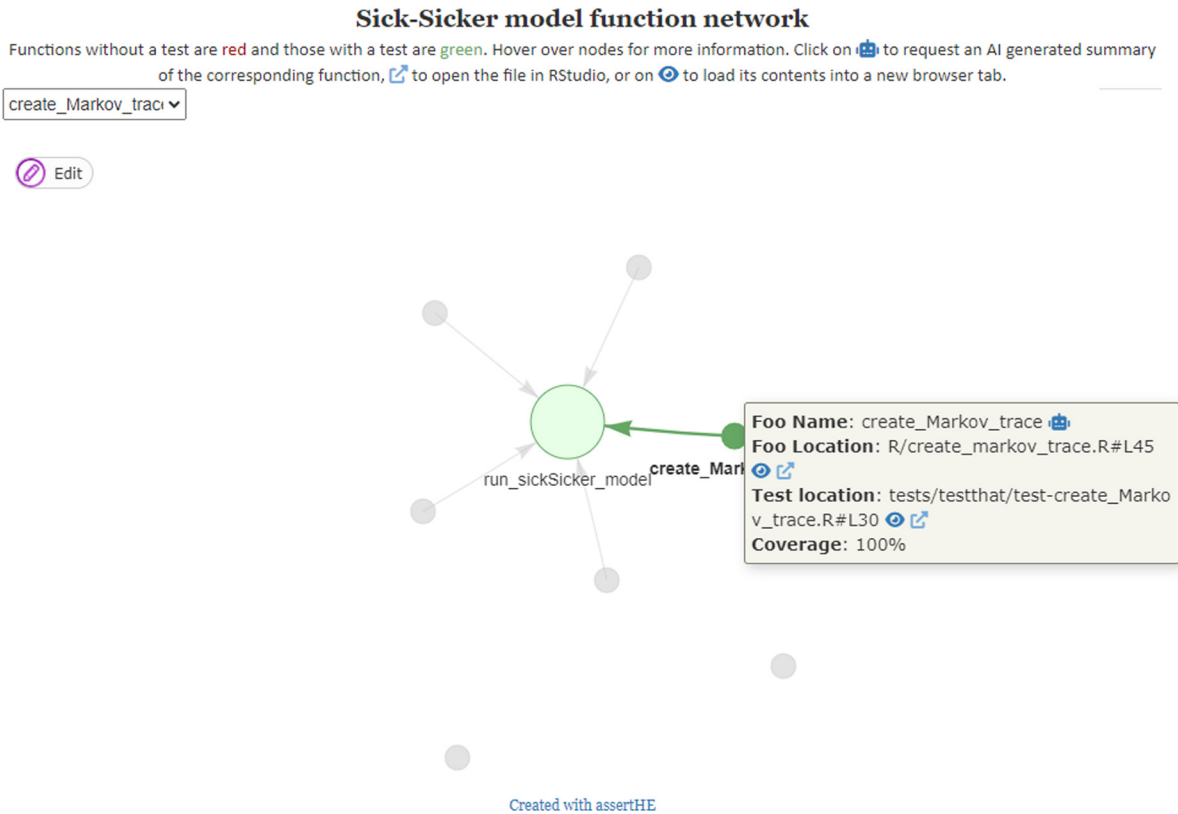 Sick-Sicker model function network
Functions without a test are red and those with a test are green. Hover over nodes for more information. Click on to request an AI generated summary
of the corresponding function, to open the file in RStudio, or on to load its contents into a new browser tab.
create_Markov_trac
Edit
Foo Name: create_Markov_trace
Foo Location: R/create_markov_trace.R#L45
Test location: tests/testthat/test-create_Marko
v_trace.R#L30
Coverage: 100%
create_Mark
run_sickSicker_model
Created with assertHE